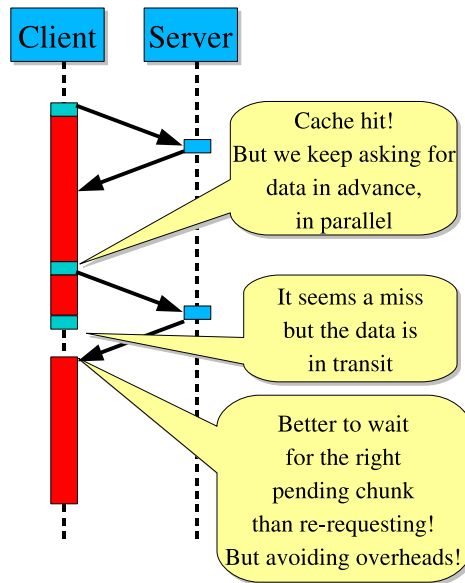 Client
Server
Cache hit!
But we keep asking for
data in advance,
in parallel
It seems a miss
but the data is
in transit
Better to wait
for the right
pending chunk
than re-requesting!
But avoiding overheads!